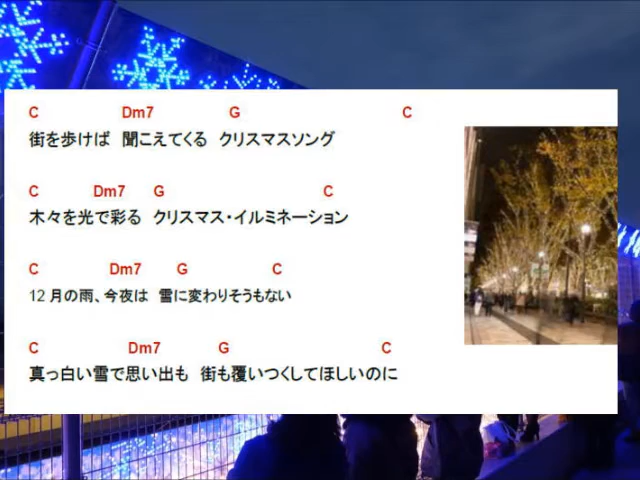 C Dm7 G C
街を歩けば 聞こえてくる クリスマスソング
C Dm7 G C
木々を光で彩る クリスマス・イルミネーション
C Dm7 G C
12月の雨、今夜は 雪に変わりそうもない
C Dm7 G C
真っ白い雪で思い出も 街も覆いつくしてほしいのに